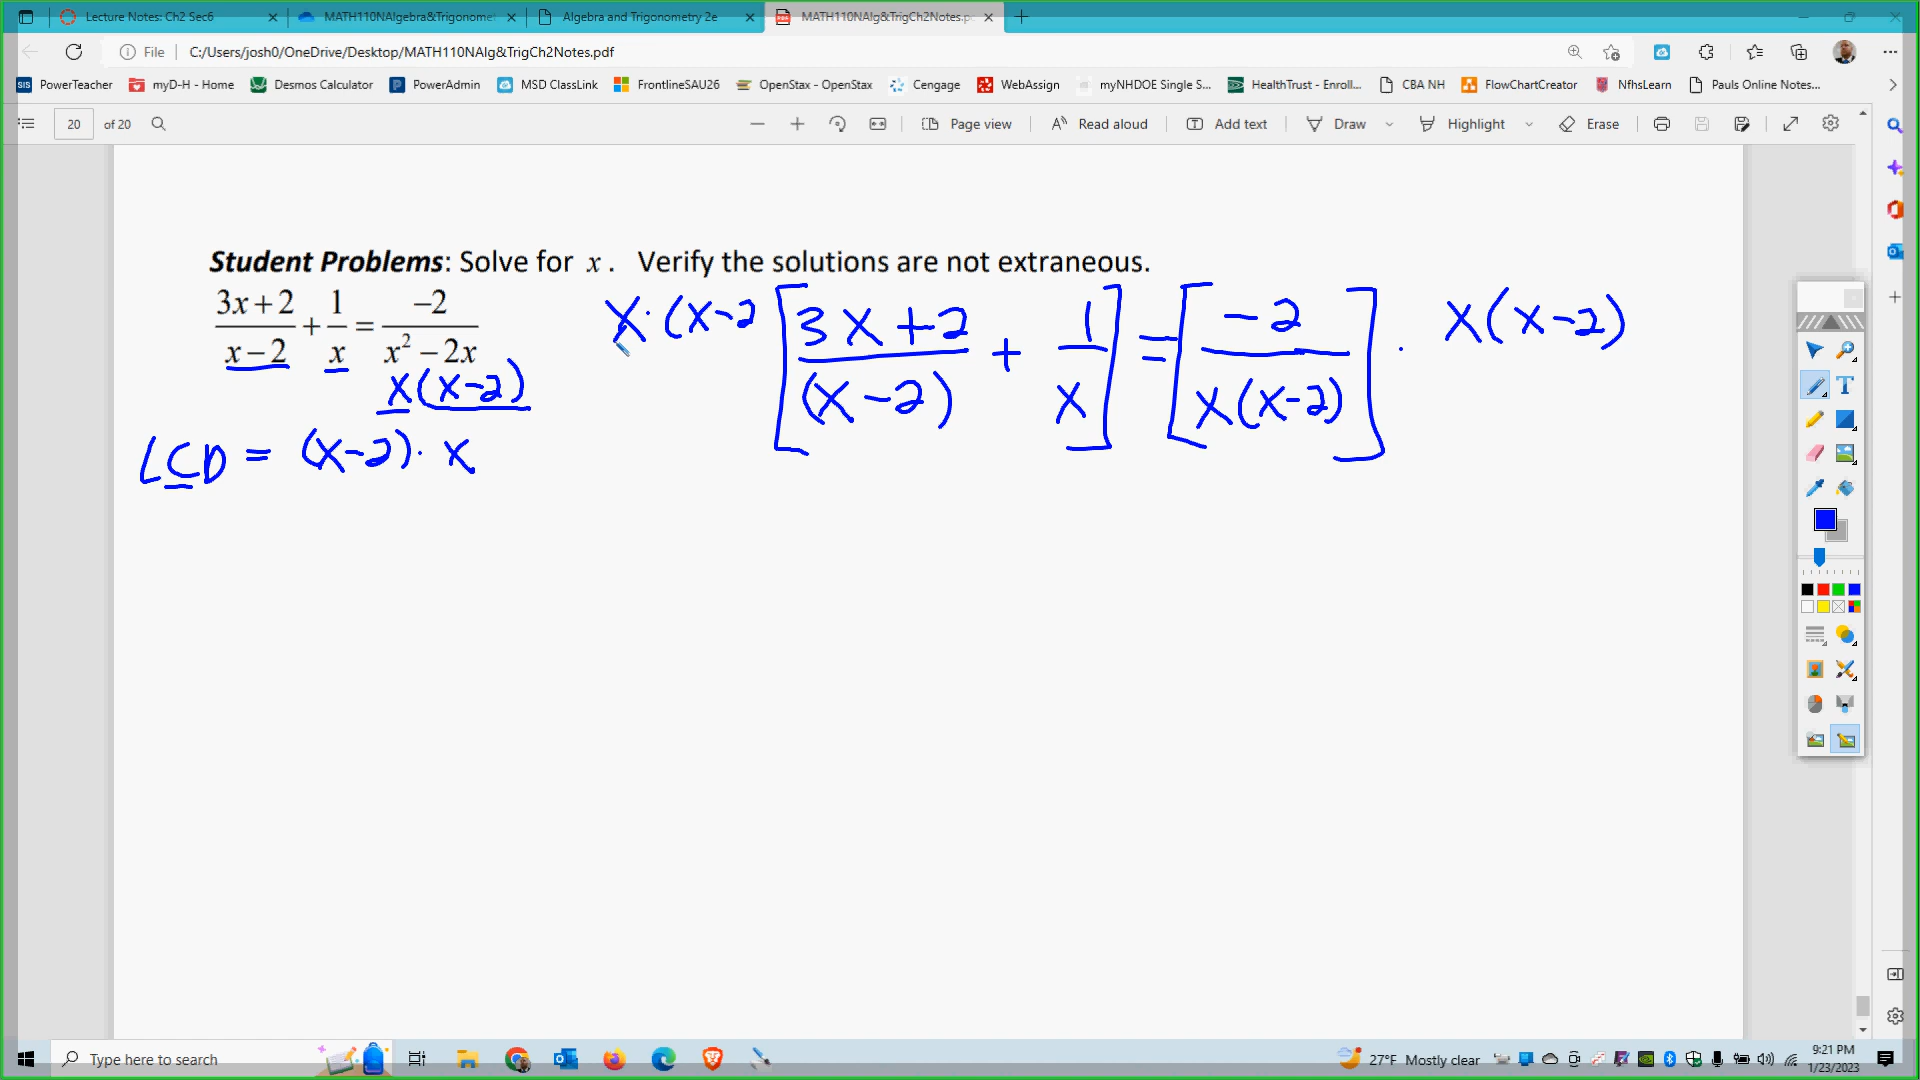 Lecture Notes: Ch2 Sec6
MATH110NAlgebra&Trigonome
Algebra and Trigonometry 2e
MATH110NAlg&TrigCh2Notes.p
File
C:/Users/josh0/OneDrive/Desktop/MATH110NAlg&TrigCh2Notes.pdf
SIS PowerTeacher
myD-H - Home
Desmos Calculator
PowerAdmin
MSD ClassLink
FrontlineSAU26
OpenStax - OpenStax
Cengage
WebAssign
myNHDOE Single S...
HealthTrust - Enroll...
CBA NH
FlowChartCreator
NfhsLearn
Pauls Online Notes...
20 of 20
Page view
Read aloud
Add text
Draw
Highlight
Erase
Student Problems: Solve for x. Verify the solutions are not extraneous.
(3x+2)/(x−2) + 1/x = −2/(x² − 2x)
x(x-2)
LCD = (x-2) · x
x·(x-2 [(3x+2)/(x-2) + 1/x] = [-2/(x(x-2))] · x(x-2)
Type here to search
27°F Mostly clear
9:21 PM
1/23/2023